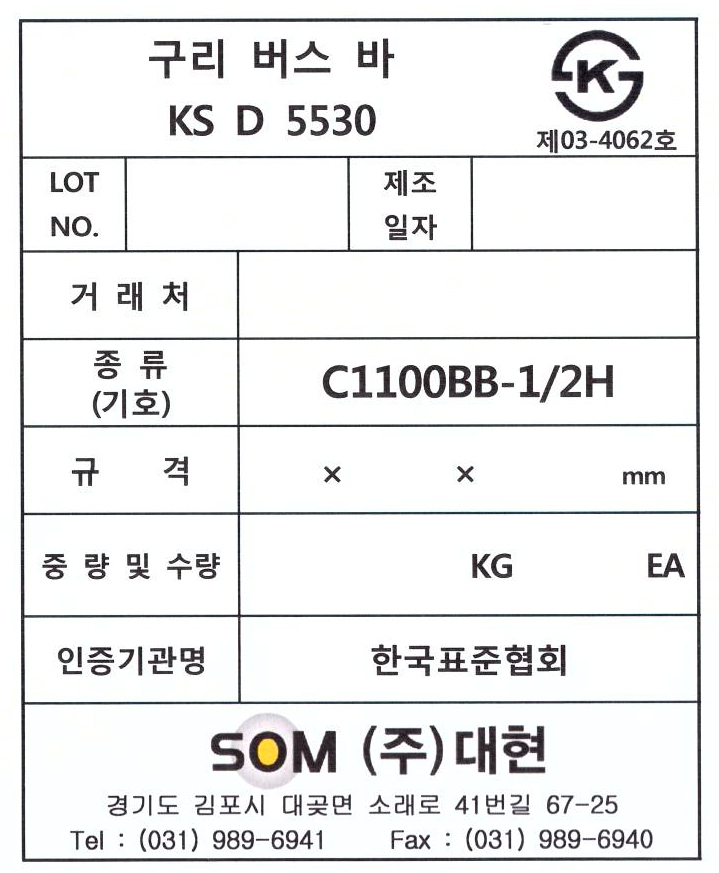 구리 버스 바
KS D 5530
K
제03-4062호
LOT NO.
제조 일자
거 래 처
종 류 (기호)
C1100BB-1/2H
규 격
× × mm
중 량 및 수량
KG EA
인증기관명
한국표준협회
SOM (주)대현
경기도 김포시 대곶면 소래로 41번길 67-25
Tel : (031) 989-6941 Fax : (031) 989-6940